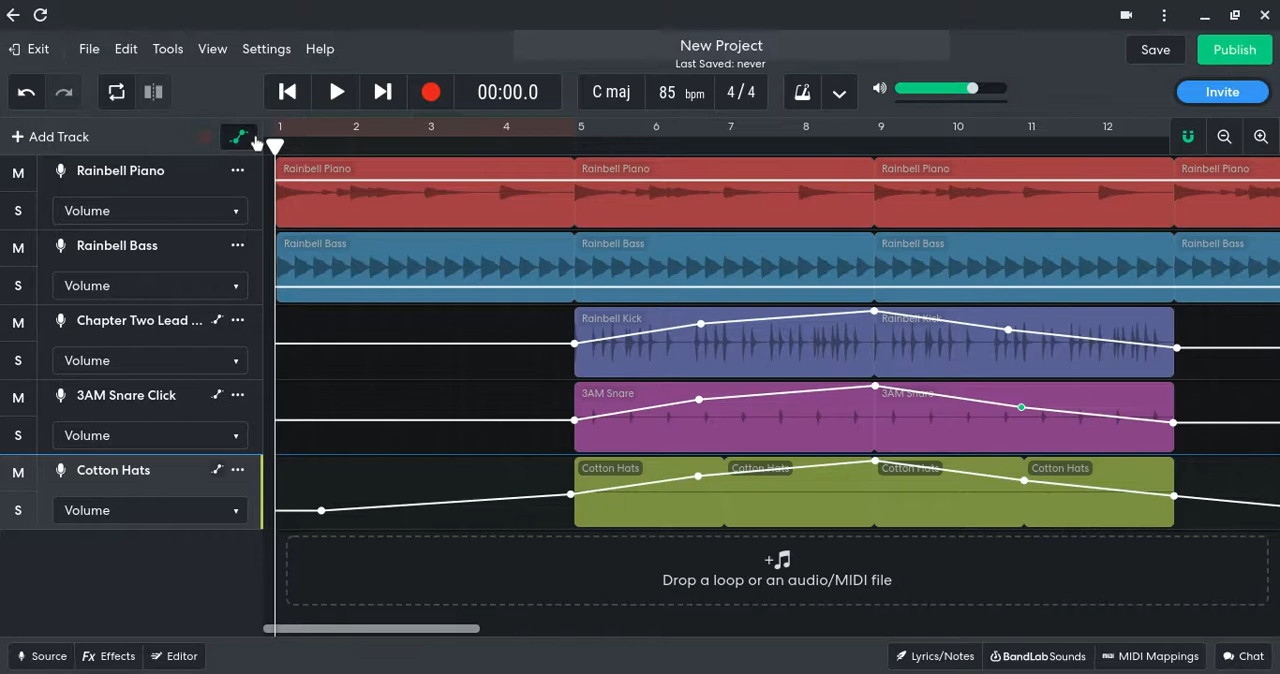 Exit File Edit Tools View Settings Help
New Project
Last Saved: never
Save Publish
00:00.0 C maj 85 bpm 4 / 4 Invite
+ Add Track
1 2 3 4 5 6 7 8 9 10 11 12
M Rainbell Piano ••• Rainbell Piano Rainbell Piano Rainbell Piano Rainbell Piano
S Volume
M Rainbell Bass ••• Rainbell Bass Rainbell Bass Rainbell Bass Rainbell Bass
S Volume
M Chapter Two Lead ... ••• Rainbell Kick Rainbell Kick
S Volume
M 3AM Snare Click ••• 3AM Snare 3AM Snare
S Volume
M Cotton Hats ••• Cotton Hats Cotton Hats Cotton Hats Cotton Hats
S Volume
Drop a loop or an audio/MIDI file
Source Fx Effects Editor Lyrics/Notes BandLab Sounds MIDI Mappings Chat